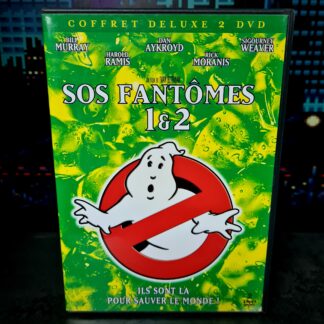 COFFRET DELUXE 2 DVD
BILL MURRAY
HAROLD RAMIS
DAN AYKROYD
RICK MORANIS
SIGOURNEY WEAVER
SOS FANTÔMES
1&2
ILS SONT LÀ
POUR SAUVER LE MONDE !
DVD